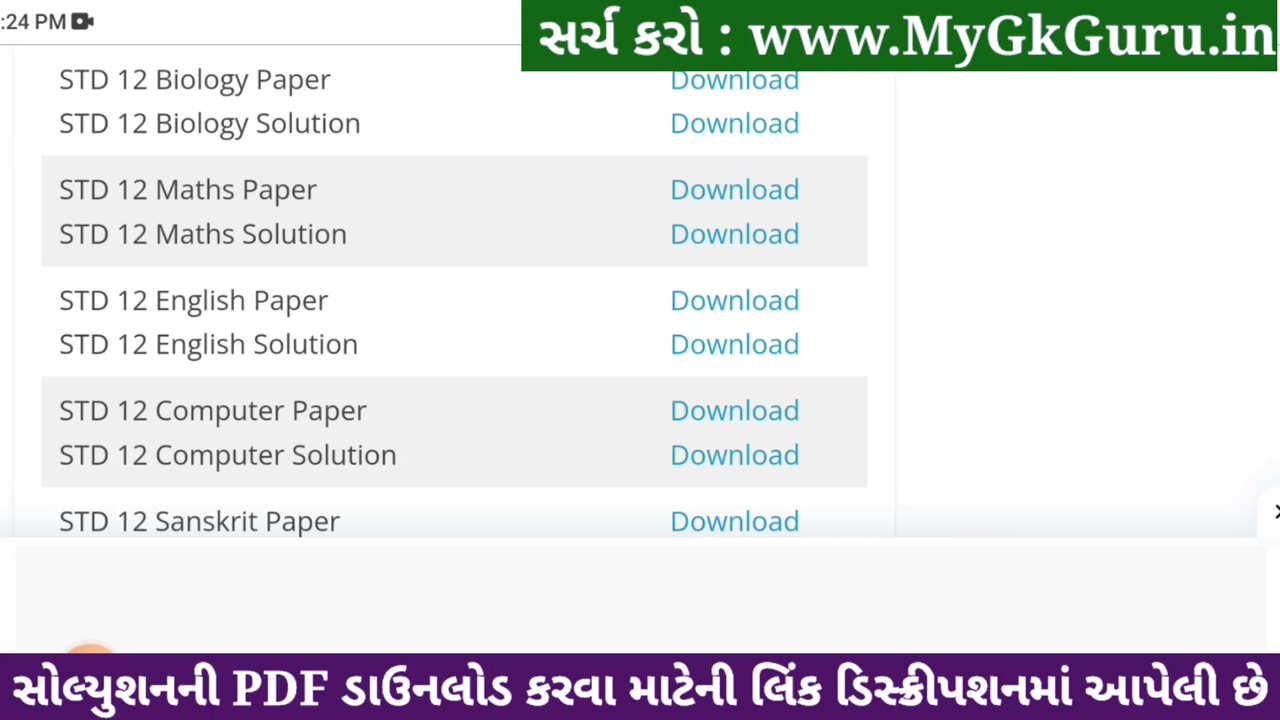 :24 PM
સર્ચ કરો : www.MyGkGuru.in
STD 12 Biology Paper Download
STD 12 Biology Solution Download
STD 12 Maths Paper Download
STD 12 Maths Solution Download
STD 12 English Paper Download
STD 12 English Solution Download
STD 12 Computer Paper Download
STD 12 Computer Solution Download
STD 12 Sanskrit Paper Download
સોલ્યુશનની PDF ડાઉનલોડ કરવા માટેની લિંક ડિસ્ક્રીપશનમાં આપેલી છે